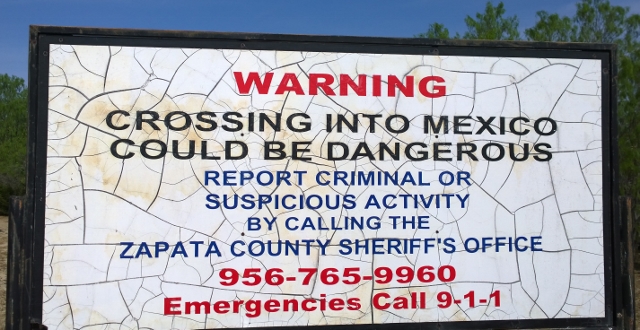 WARNING
CROSSING INTO MEXICO
COULD BE DANGEROUS
REPORT CRIMINAL OR
SUSPICIOUS ACTIVITY
BY CALLING THE
ZAPATA COUNTY SHERIFF'S OFFICE
956-765-9960
Emergencies Call 9-1-1